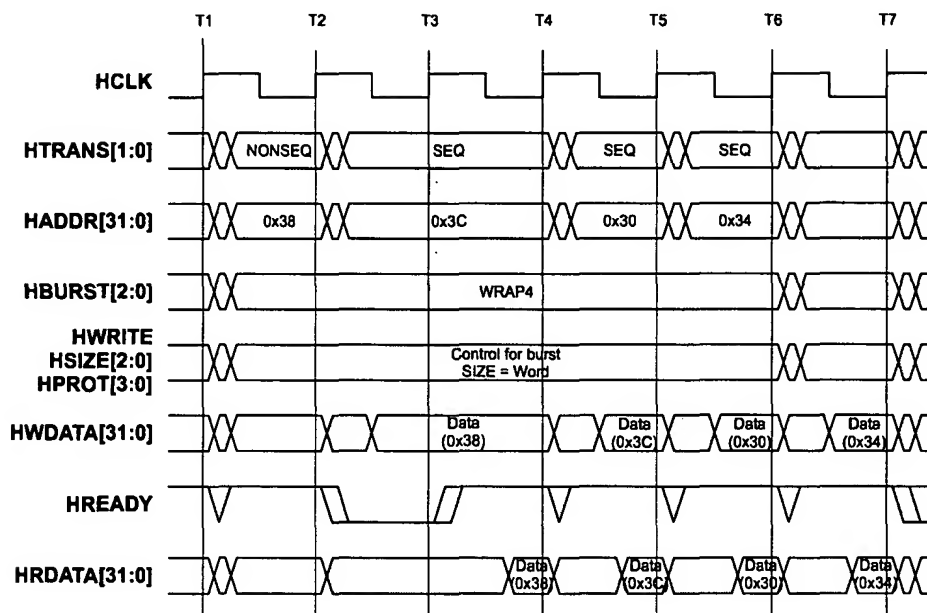 T1 T2 T3 T4 T5 T6 T7
HCLK
HTRANS[1:0] NONSEQ SEQ SEQ SEQ
HADDR[31:0] 0x38 0x3C 0x30 0x34
HBURST[2:0] WRAP4
HWRITE
HSIZE[2:0] Control for burst
SIZE = Word
HPROT[3:0]
HWDATA[31:0] Data Data Data Data
(0x38) (0x3C) (0x30) (0x34)
HREADY
HRDATA[31:0] Data Data Data Data
(0x38) (0x3C) (0x30) (0x34)